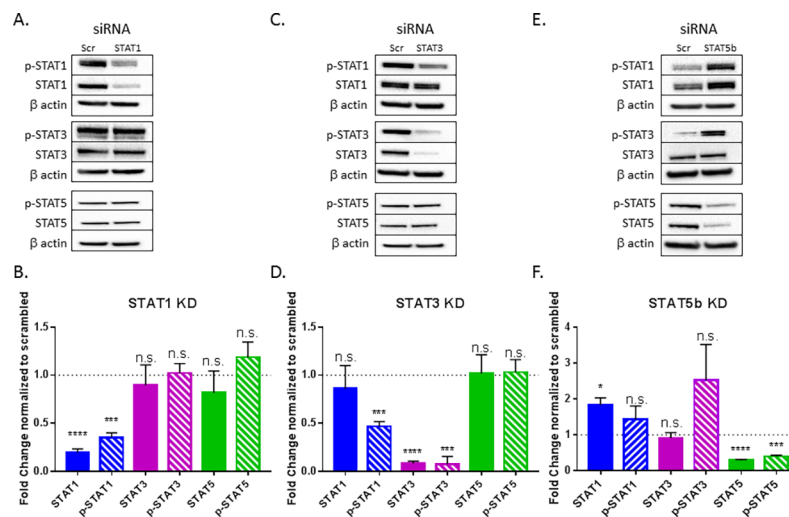 A.
siRNA
Scr STAT1
p-STAT1
STAT1
β actin
p-STAT3
STAT3
β actin
p-STAT5
STAT5
β actin
C.
siRNA
Scr STAT3
p-STAT1
STAT1
β actin
p-STAT3
STAT3
β actin
p-STAT5
STAT5
β actin
E.
siRNA
Scr STAT5b
p-STAT1
STAT1
β actin
p-STAT3
STAT3
β actin
p-STAT5
STAT5
β actin
B.
STAT1 KD
Fold Change normalized to scrambled
1.5
1.0
0.5
0.0
**** *** n.s. n.s. n.s. n.s.
STAT1 p-STAT1 STAT3 p-STAT3 STAT5 p-STAT5
D.
STAT3 KD
Fold Change normalized to scrambled
1.5
1.0
0.5
0.0
n.s. *** **** *** n.s. n.s.
STAT1 p-STAT1 STAT3 p-STAT3 STAT5 p-STAT5
F.
STAT5b KD
Fold Change normalized to scrambled
4
3
2
1
0
* n.s. n.s. n.s. **** ***
STAT1 p-STAT1 STAT3 p-STAT3 STAT5 p-STAT5